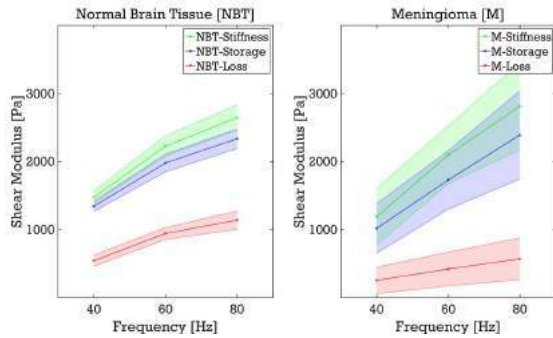 Normal Brain Tissue [NBT]
NBT-Stiffness
NBT-Storage
NBT-Loss
3000
2000
1000
Shear Modulus [Pa]
40
60
80
Frequency [Hz]
Meningioma [M]
M-Stiffness
M-Storage
M-Loss
3000
2000
1000
Shear Modulus [Pa]
40
60
80
Frequency [Hz]